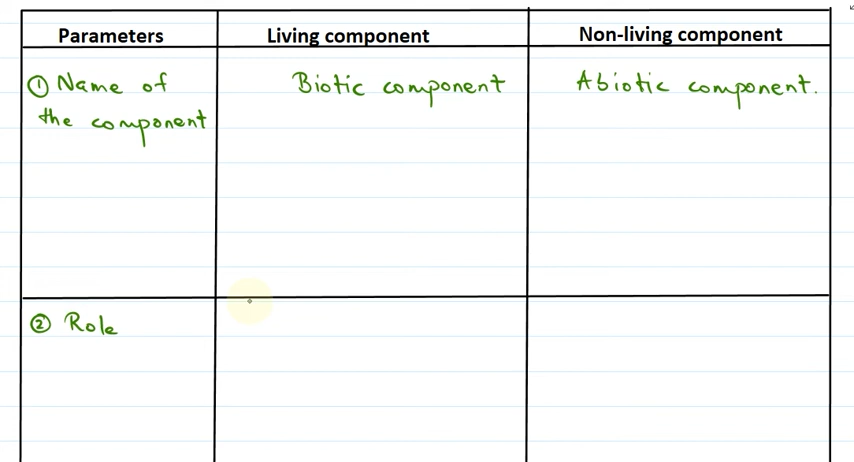 Parameters Living component Non-living component
① Name of Biotic component Abiotic component.
the component
② Role